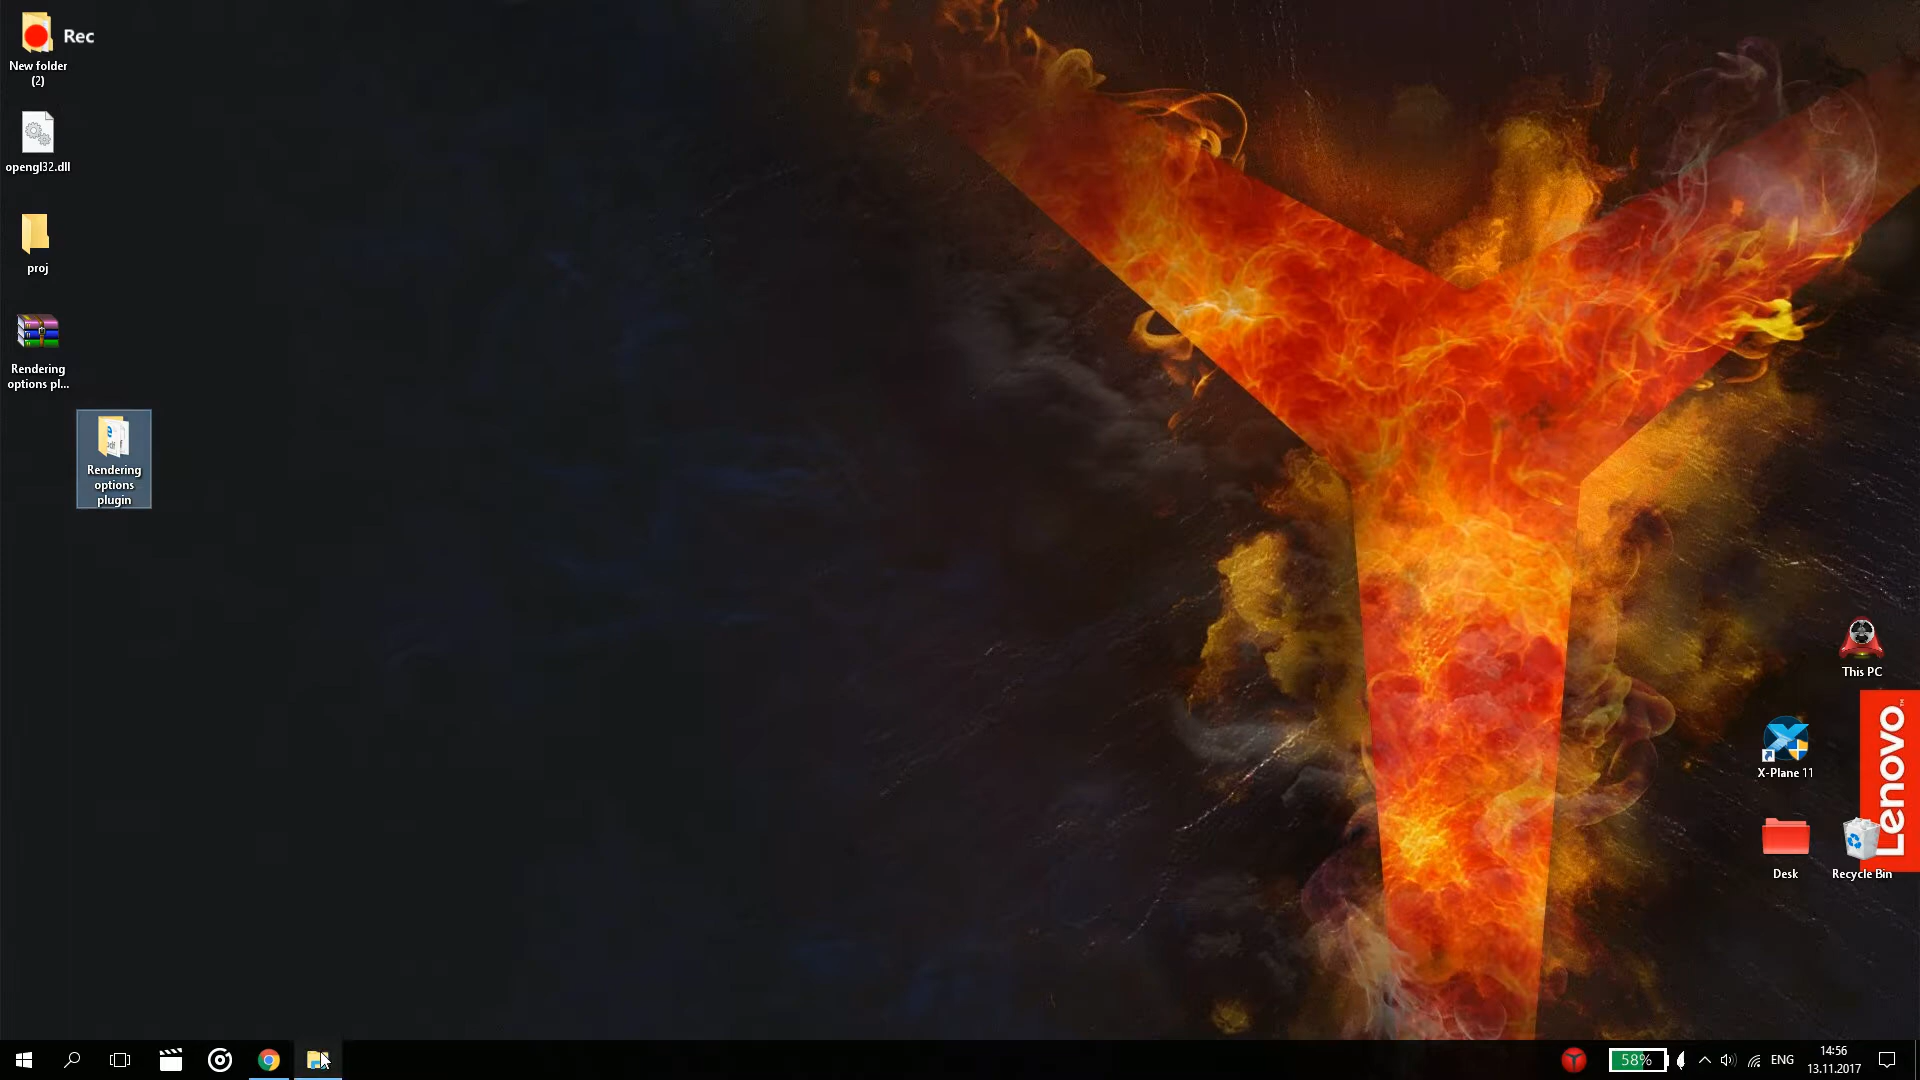 Rec
New folder
(2)
opengl32.dll
proj
Rendering
options pl...
Rendering
options
plugin
This PC
X-Plane 11
Lenovo™
Desk
Recycle Bin
58%
ENG
14:56
13.11.2017